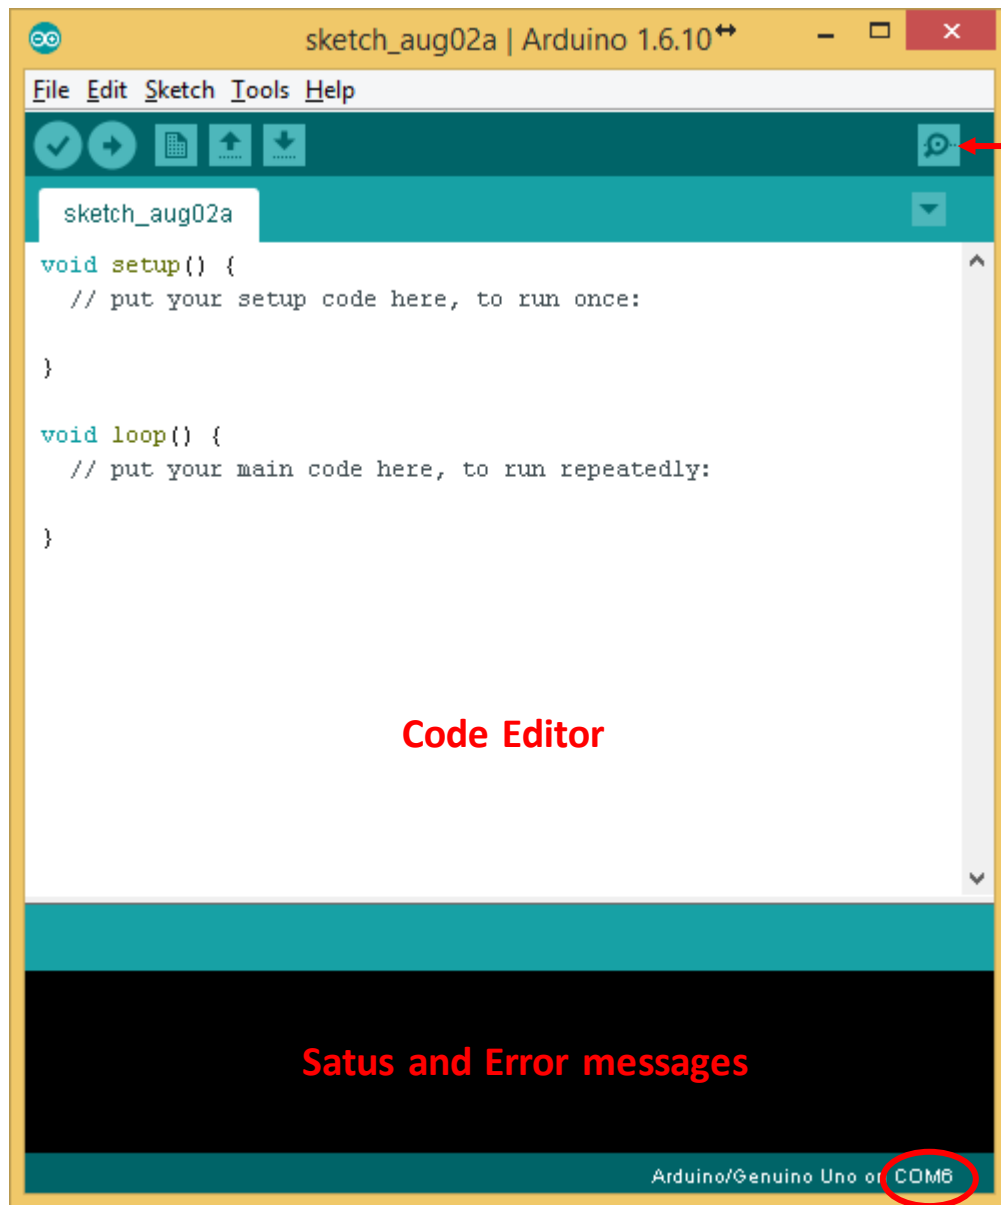 sketch_aug02a | Arduino 1.6.10
File Edit Sketch Tools Help
sketch_aug02a
void setup() {
  // put your setup code here, to run once:
}
void loop() {
  // put your main code here, to run repeatedly:
}
Code Editor
Satus and Error messages
Arduino/Genuino Uno on COM6